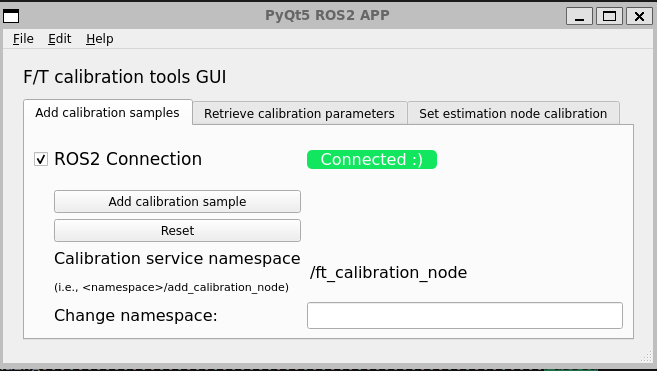 PyQt5 ROS2 APP
File Edit Help
F/T calibration tools GUI
Add calibration samples Retrieve calibration parameters Set estimation node calibration
ROS2 Connection Connected :)
Add calibration sample
Reset
Calibration service namespace
/ft_calibration_node
(i.e., <namespace>/add_calibration_node)
Change namespace: